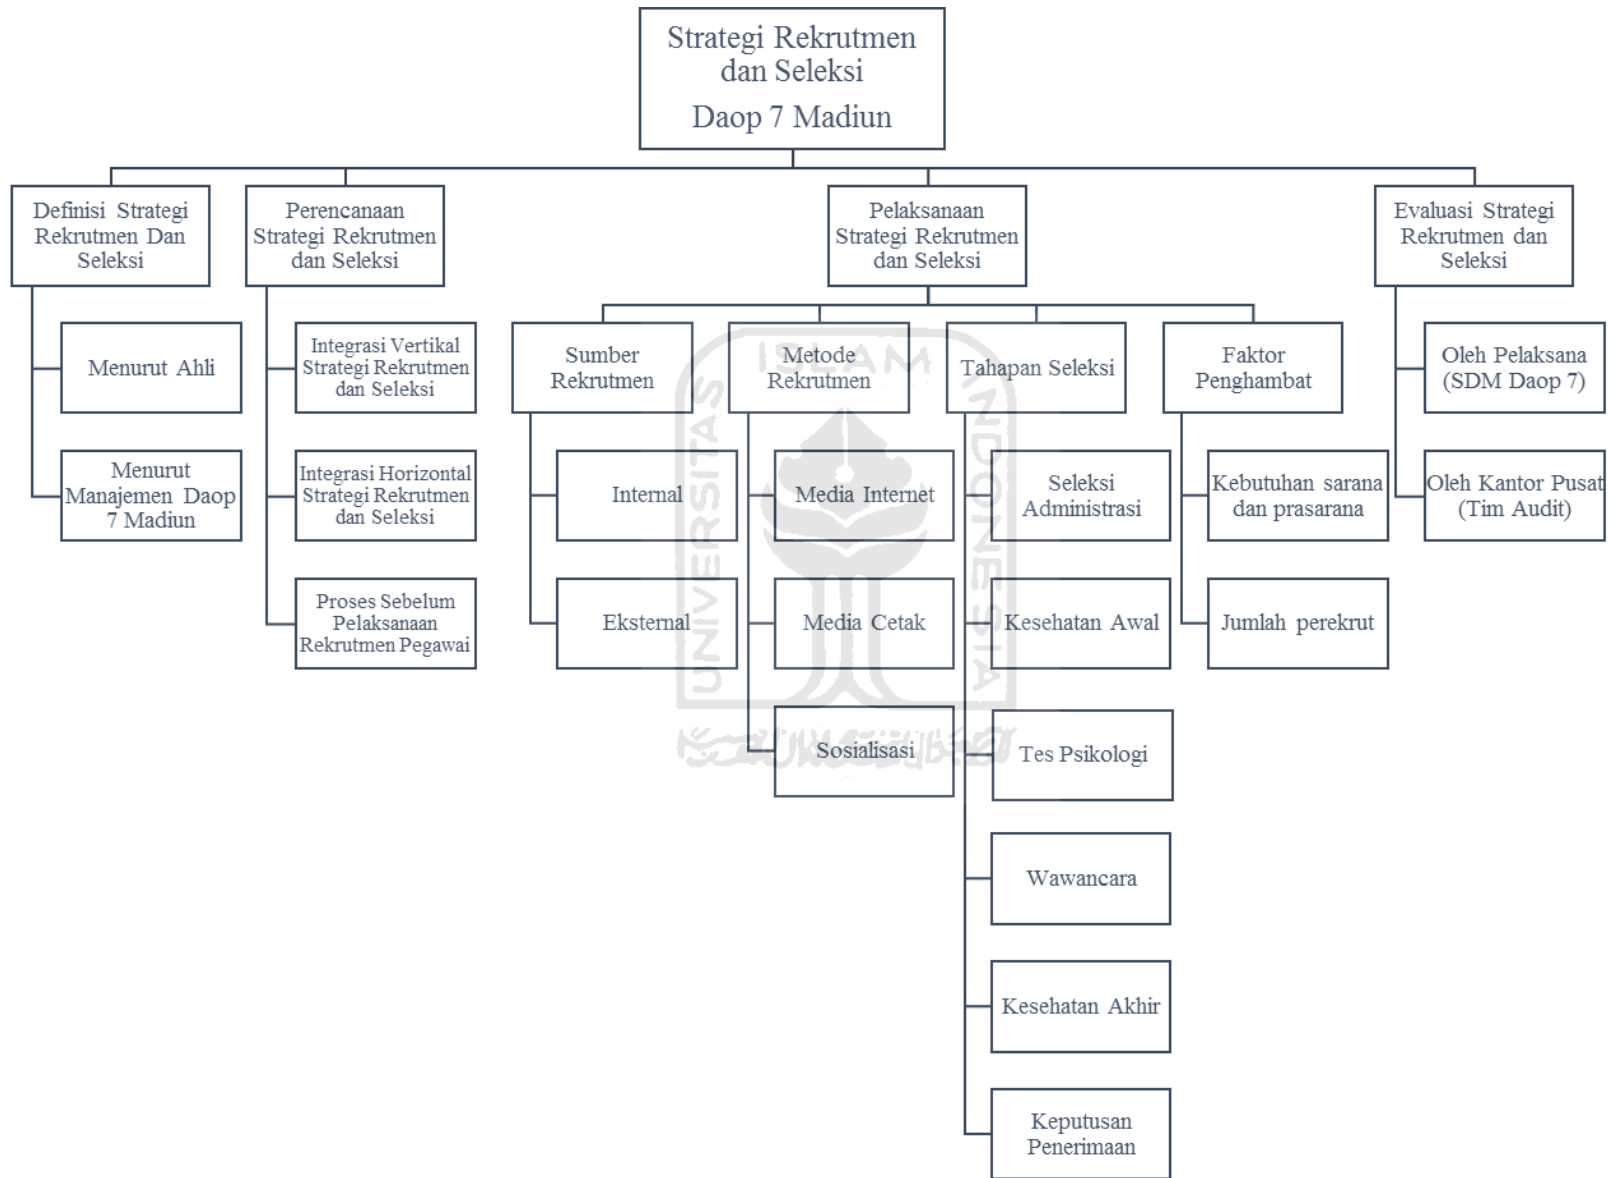 Strategi Rekrutmen
dan Seleksi
Daop 7 Madiun
Definisi Strategi
Rekrutmen Dan
Seleksi
Menurut Ahli
Menurut
Manajemen Daop
7 Madiun
Perencanaan
Strategi Rekrutmen
dan Seleksi
Integrasi Vertikal
Strategi Rekrutmen
dan Seleksi
Integrasi Horizontal
Strategi Rekrutmen
dan Seleksi
Proses Sebelum
Pelaksanaan
Rekrutmen Pegawai
Pelaksanaan
Strategi Rekrutmen
dan Seleksi
Sumber
Rekrutmen
Internal
Eksternal
Metode
Rekrutmen
Media Internet
Media Cetak
Sosialisasi
Tahapan Seleksi
Seleksi
Administrasi
Kesehatan Awal
Tes Psikologi
Wawancara
Kesehatan Akhir
Keputusan
Penerimaan
Faktor
Penghambat
Kebutuhan sarana
dan prasarana
Jumlah perekrut
Evaluasi Strategi
Rekrutmen dan
Seleksi
Oleh Pelaksana
(SDM Daop 7)
Oleh Kantor Pusat
(Tim Audit)
UNIVERSITAS
ISLAM
INDONESIA